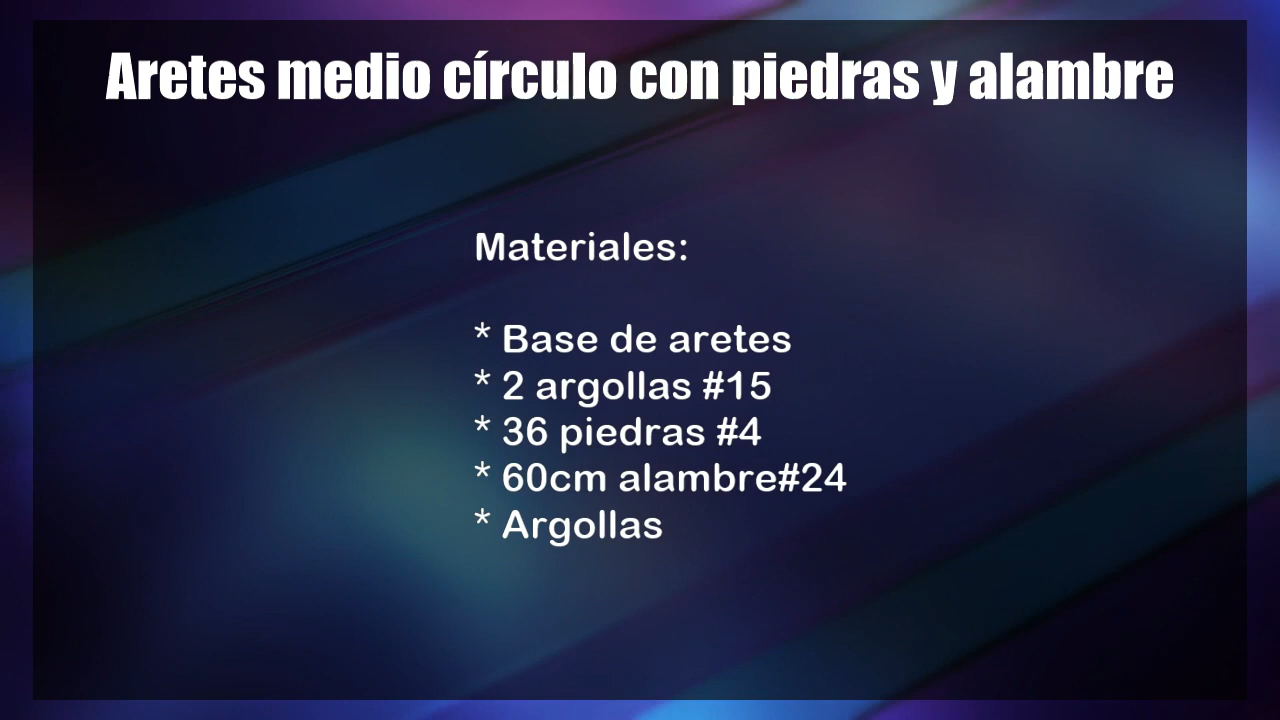 Aretes medio círculo con piedras y alambre
Materiales:
* Base de aretes
* 2 argollas #15
* 36 piedras #4
* 60cm alambre#24
* Argollas